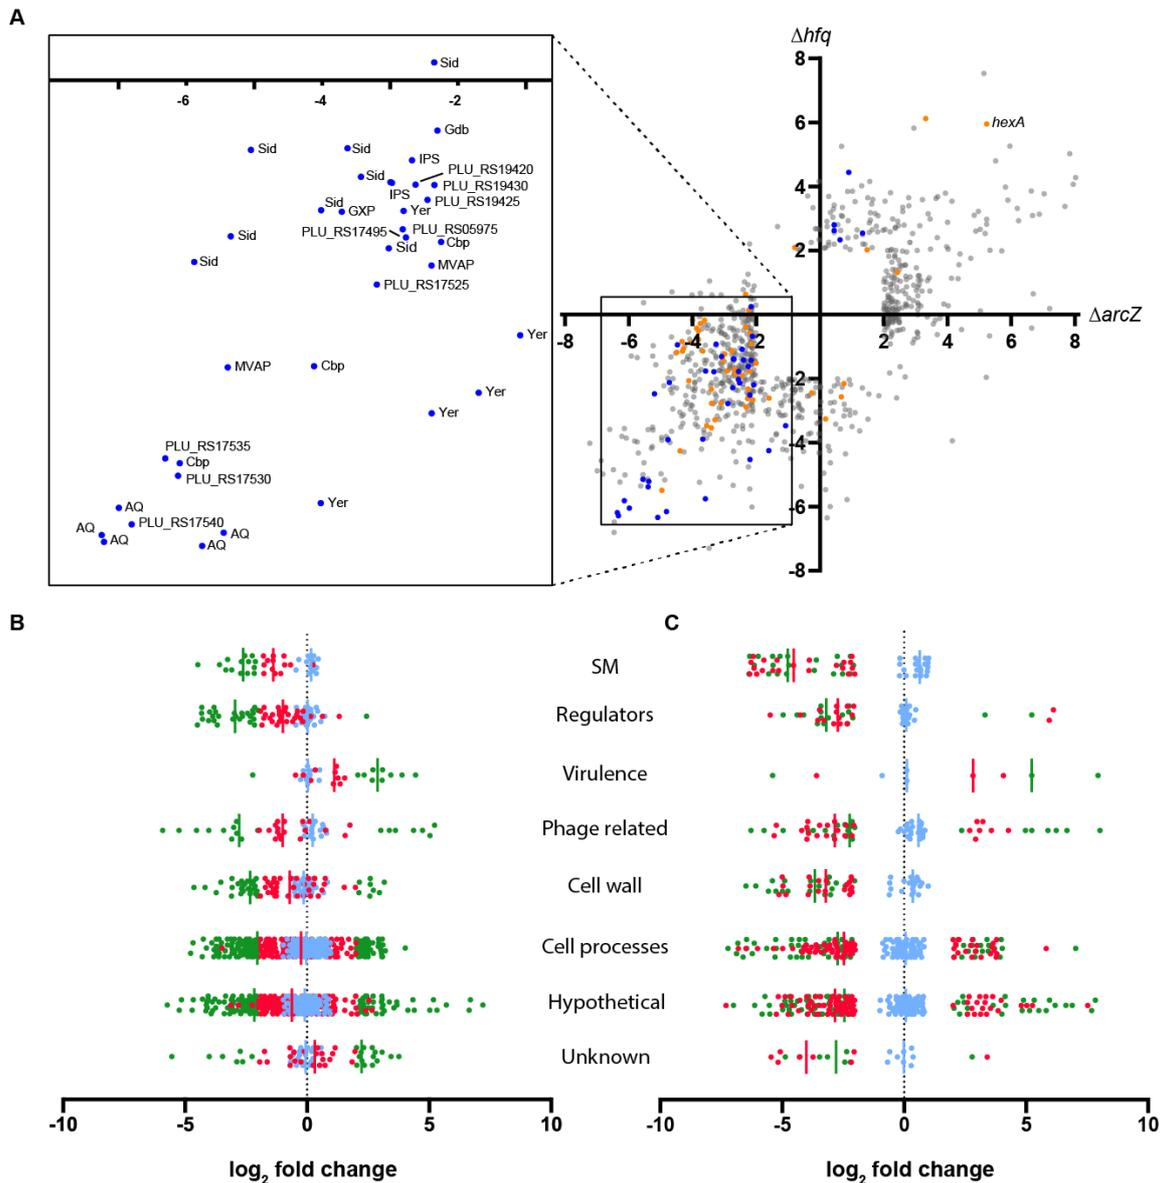 A
Δhfq
8
6
4
2
-2
-4
-6
-8
-8
-6
-4
-2
2
4
6
8
ΔarcZ
hexA
Sid
-6
-4
-2
Gdb
Sid
Sid
IPS
PLU_RS19420
Sid
IPS
PLU_RS19430
PLU_RS19425
Sid
GXP
Yer
PLU_RS17495
PLU_RS05975
Sid
Sid
Cbp
Sid
MVAP
PLU_RS17525
Yer
MVAP
Cbp
Yer
Yer
PLU_RS17535
Cbp
PLU_RS17530
Yer
AQ
PLU_RS17540
AQ
AQ
AQ
AQ
B
C
SM
Regulators
Virulence
Phage related
Cell wall
Cell processes
Hypothetical
Unknown
-10
-5
0
5
10
-10
-5
0
5
10
log2 fold change
log2 fold change